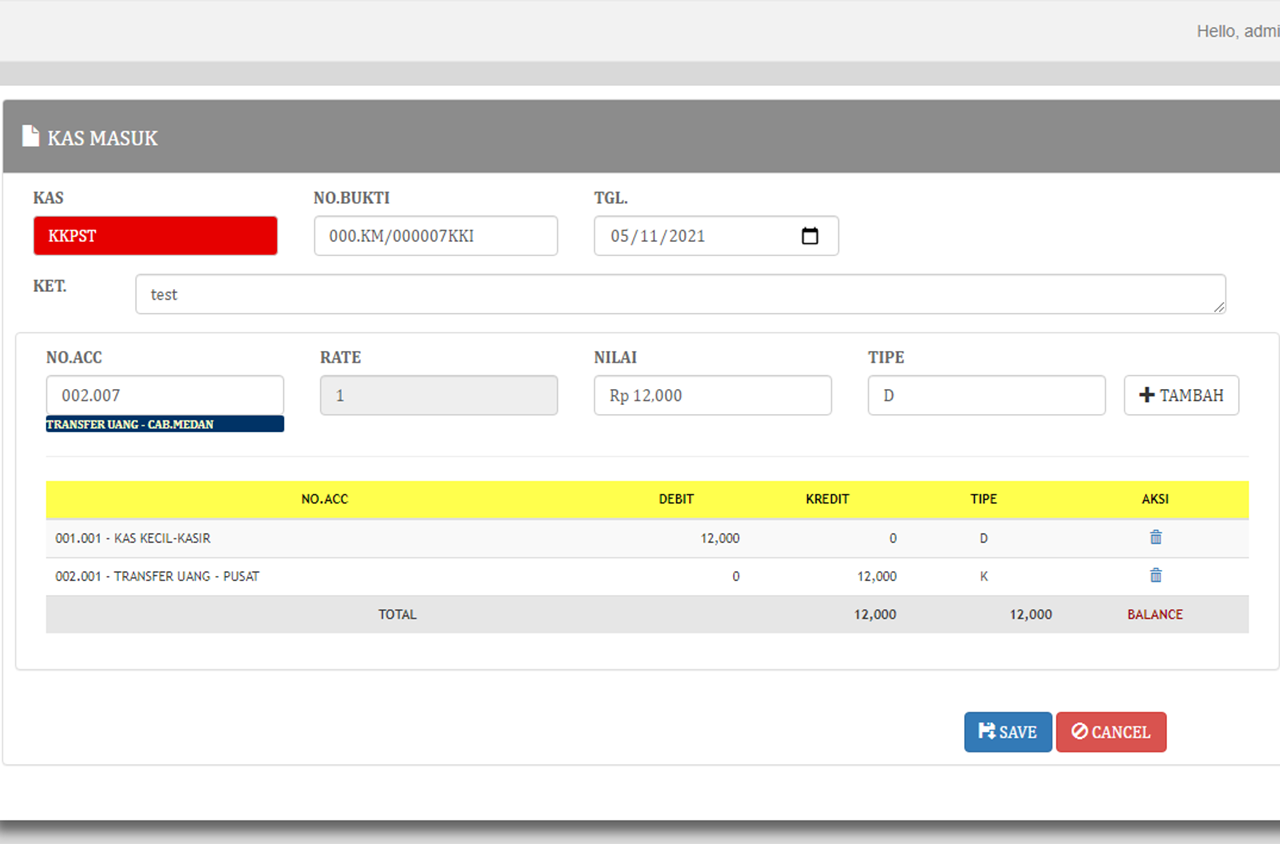 Hello, admi
KAS MASUK
KAS NO.BUKTI TGL.
KKPST 000.KM/000007KKI 05/11/2021
KET. test
NO.ACC RATE NILAI TIPE
002.007 1 Rp 12,000 D TAMBAH
TRANSFER UANG - CAB.MEDAN
NO.ACC DEBIT KREDIT TIPE AKSI
001.001 - KAS KECIL-KASIR 12,000 0 D
002.001 - TRANSFER UANG - PUSAT 0 12,000 K
TOTAL 12,000 12,000 BALANCE
SAVE CANCEL